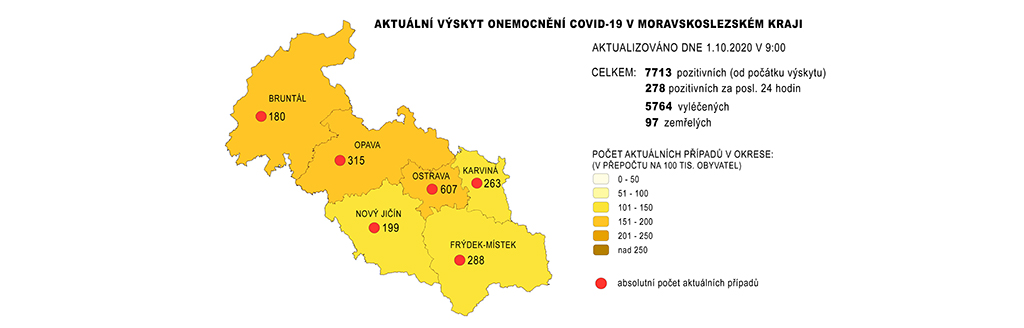 AKTUÁLNÍ VÝSKYT ONEMOCNĚNÍ COVID-19 V MORAVSKOSLEZSKÉM KRAJI
AKTUALIZOVÁNO DNE 1.10.2020 V 9:00
CELKEM: 7713 pozitivních (od počátku výskytu)
278 pozitivních za posl. 24 hodin
5764 vyléčených
97 zemřelých
BRUNTÁL
180
OPAVA
315
OSTRAVA
607
KARVINÁ
263
NOVÝ JIČÍN
199
FRÝDEK-MÍSTEK
288
POČET AKTUÁLNÍCH PŘÍPADŮ V OKRESE:
(V PŘEPOČTU NA 100 TIS. OBYVATEL)
0 - 50
51 - 100
101 - 150
151 - 200
201 - 250
nad 250
absolutní počet aktuálních případů